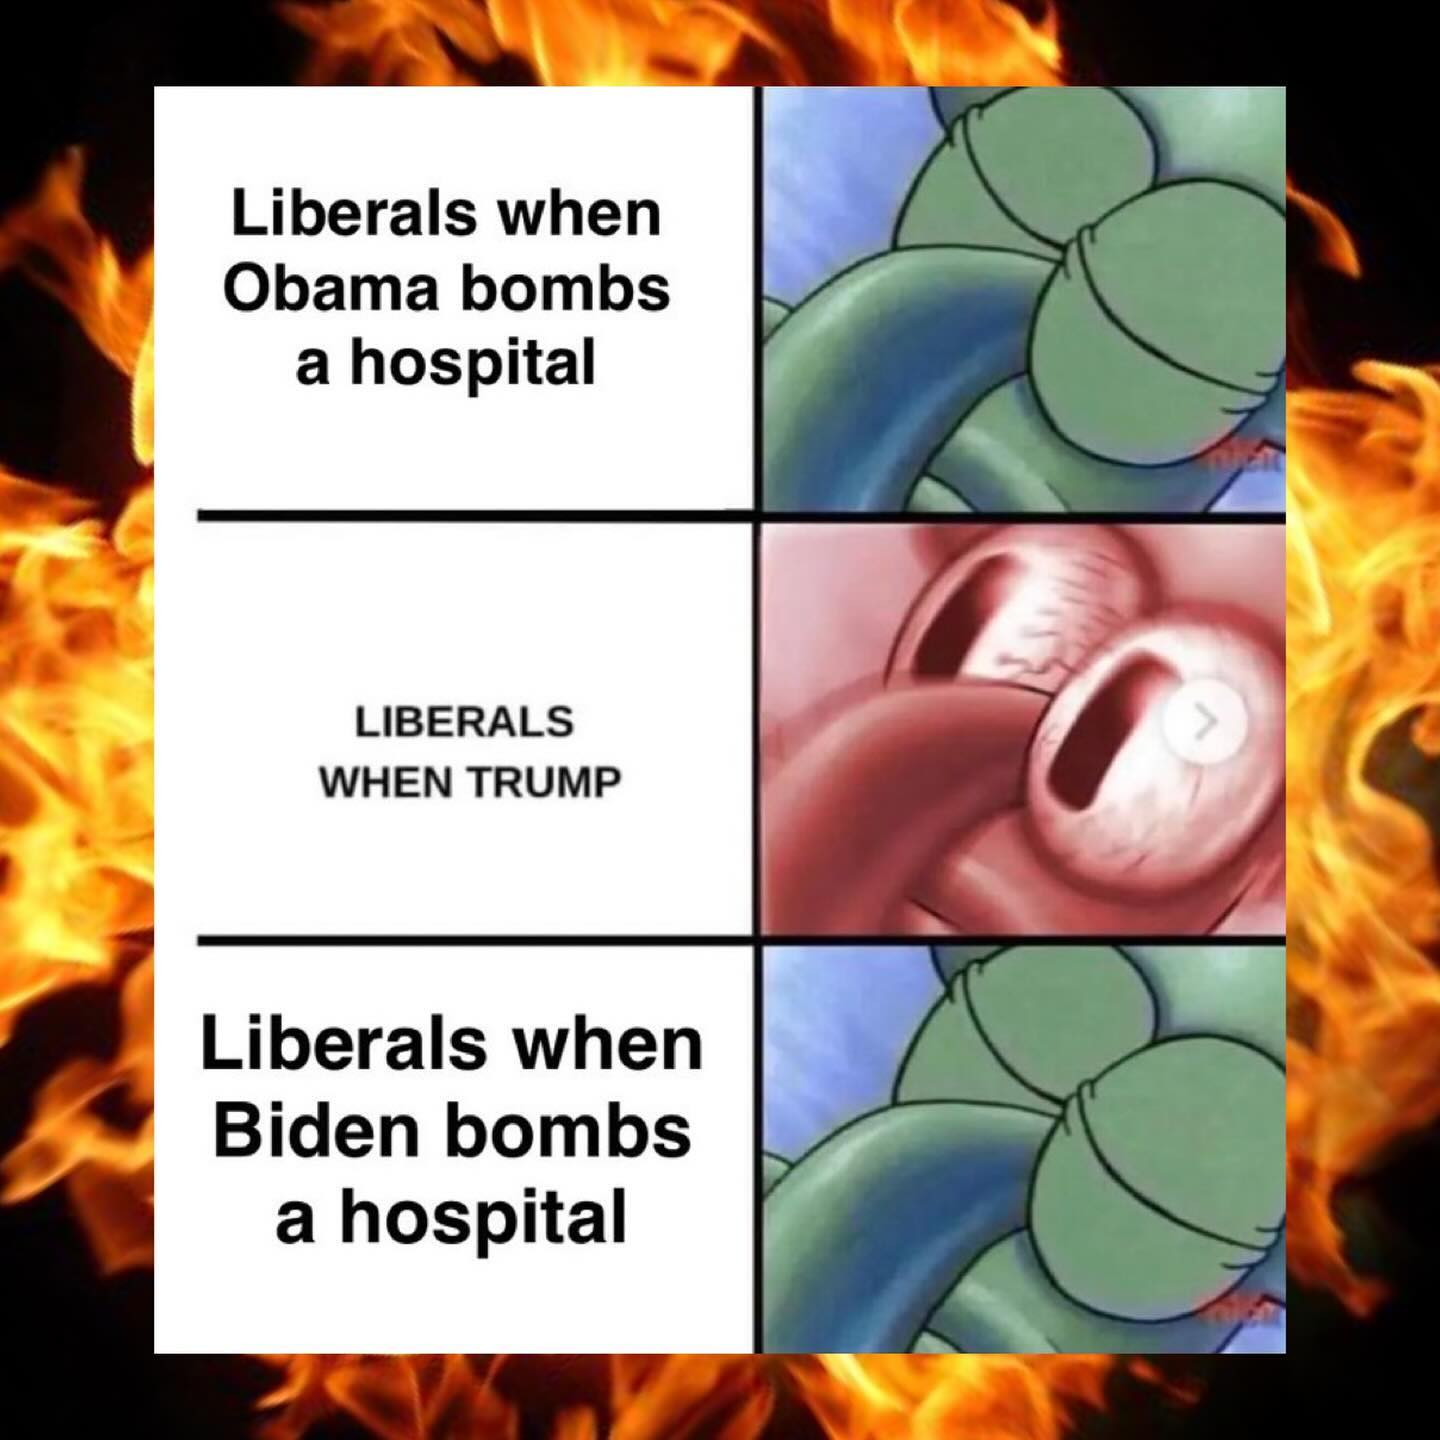 Liberals when
Obama bombs
a hospital
LIBERALS
WHEN TRUMP
Liberals when
Biden bombs
a hospital